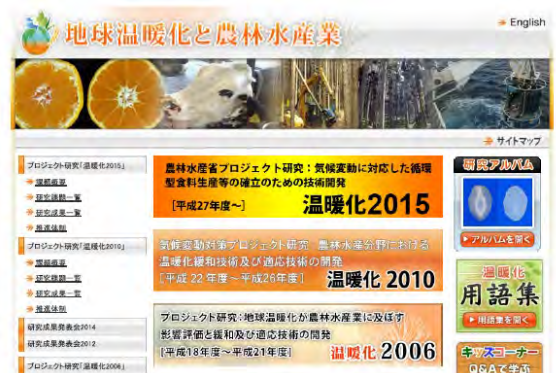 地球温暖化と農林水産業
English
サイトマップ
プロジェクト研究「温暖化2015」
課題概要
研究課題一覧
研究成果一覧
推進体制
プロジェクト研究「温暖化2010」
課題概要
研究課題一覧
研究成果一覧
推進体制
研究成果発表会2014
研究成果発表会2012
プロジェクト研究「温暖化2006」
農林水産省プロジェクト研究:気候変動に対応した循環
型食料生産等の確立のための技術開発
[平成27年度~]
温暖化2015
気候変動対策プロジェクト研究 農林水産分野における
温暖化緩和技術及び適応技術の開発
[平成 22 年度~平成26年度]
温暖化 2010
プロジェクト研究:地球温暖化が農林水産業に及ぼす
影響評価と緩和及び適応技術の開発
[平成18年度~平成21年度]
温暖化 2006
研究アルバム
アルバムを開く
温暖化
用語集
用語集を開く
キッズコーナー
Q&Aで学ぶ